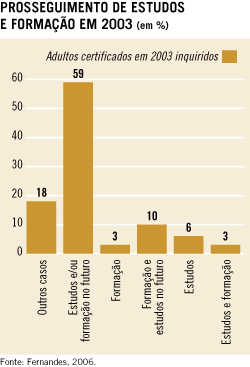 PROSSEGUIMENTO DE ESTUDOS
E FORMAÇÃO EM 2003 (em %)
Adultos certificados em 2003 inquiridos
60
50
40
30
20
10
0
18
59
3
10
6
3
Outros casos
Estudos e/ou
formação no futuro
Formação
Formação e
estudos no futuro
Estudos
Estudos e formação
Fonte: Fernandes, 2006.